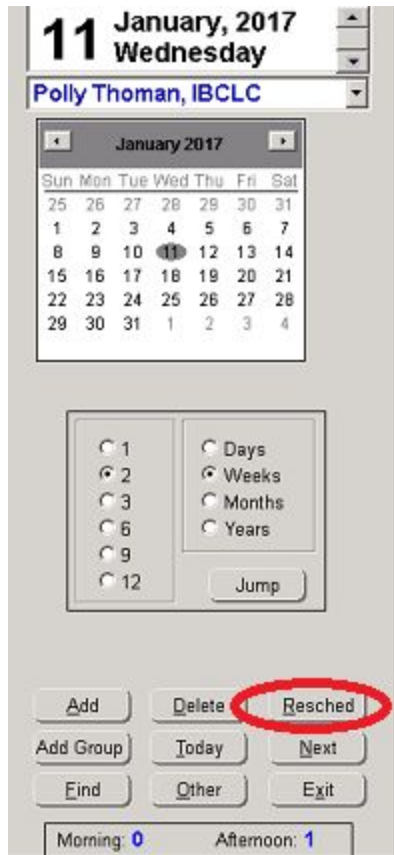 11 January, 2017
Wednesday
Polly Thoman, IBCLC
January 2017
Sun Mon Tue Wed Thu Fri Sat
25 26 27 28 29 30 31
1 2 3 4 5 6 7
8 9 10 11 12 13 14
15 16 17 18 19 20 21
22 23 24 25 26 27 28
29 30 31 1 2 3 4
1 Days
2 Weeks
3 Months
6 Years
9
12 Jump
Add Delete Resched
Add Group Today Next
Find Other Exit
Morning: 0 Afternoon: 1